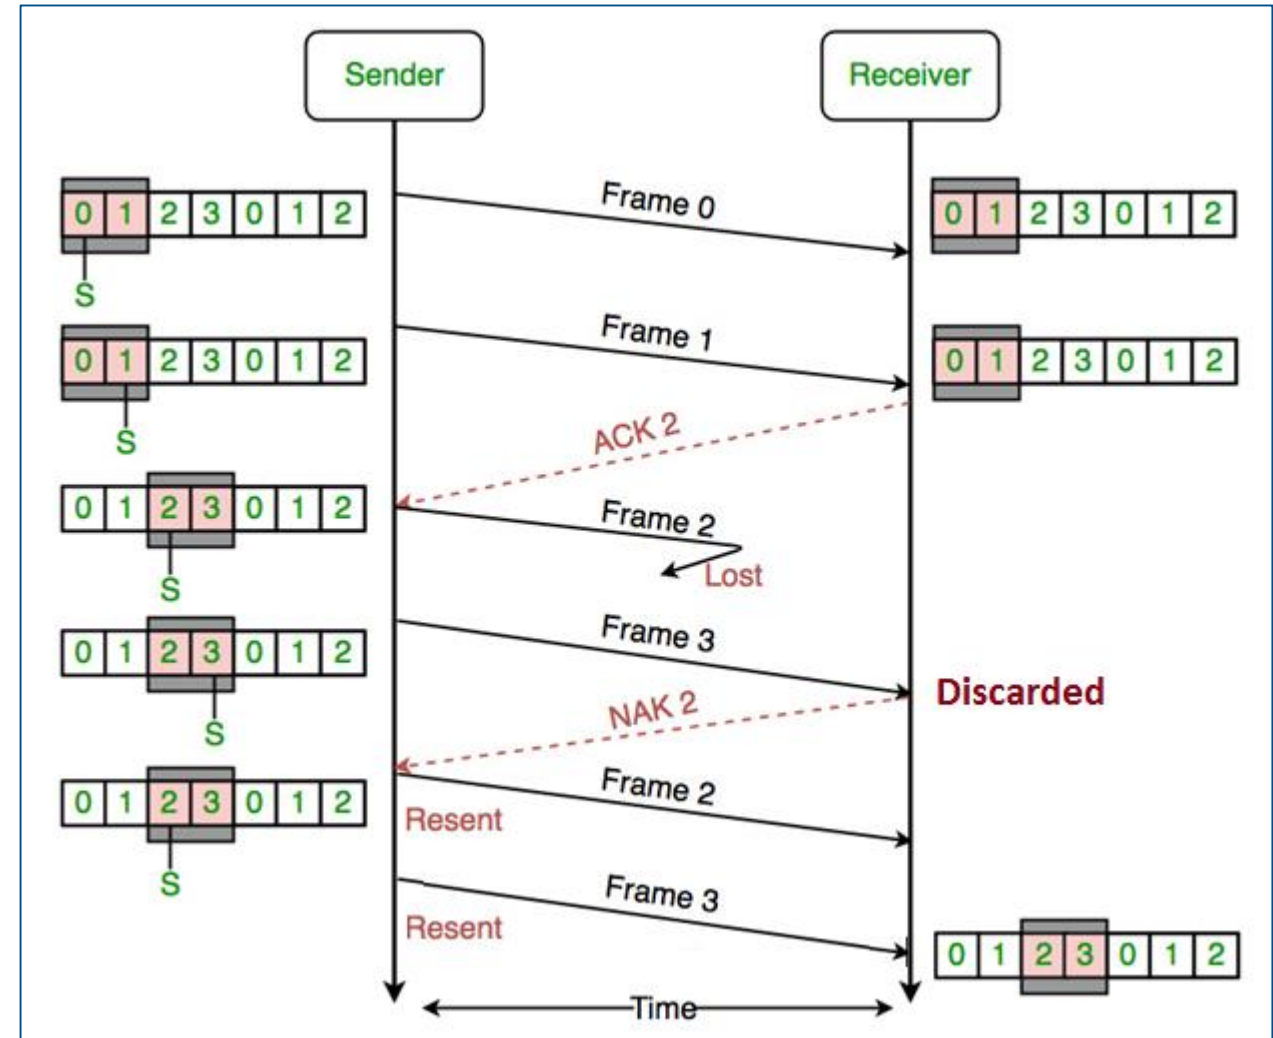 Sender
Receiver
Frame 0
0 1 2 3 0 1 2
0 1 2 3 0 1 2
S
Frame 1
0 1 2 3 0 1 2
0 1 2 3 0 1 2
S
ACK 2
0 1 2 3 0 1 2
Frame 2
Lost
S
Frame 3
0 1 2 3 0 1 2
Discarded
NAK 2
S
0 1 2 3 0 1 2
Frame 2
Resent
S
Frame 3
Resent
0 1 2 3 0 1 2
Time